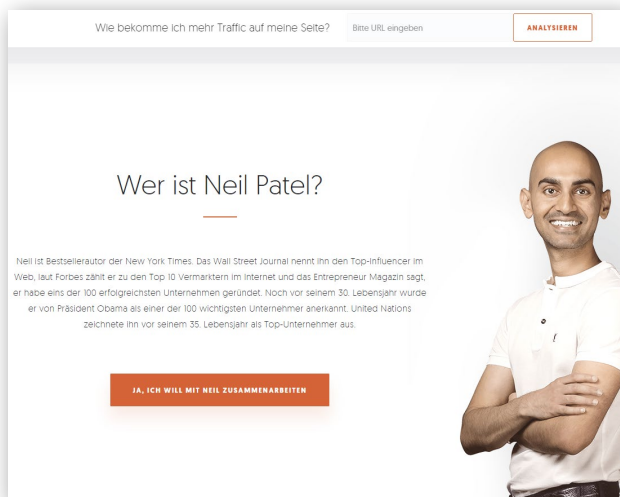 Wie bekomme ich mehr Traffic auf meine Seite?
Bitte URL eingeben
ANALYSIEREN
Wer ist Neil Patel?
Neil ist Bestsellerautor der New York Times. Das Wall Street Journal nennt ihn den Top-Influencer im
Web, laut Forbes zählt er zu den Top 10 Vermarktern im Internet und das Entrepreneur Magazin sagt,
er habe eins der 100 erfolgreichsten Unternehmen geründet. Noch vor seinem 30. Lebensjahr wurde
er von Präsident Obama als einer der 100 wichtigsten Unternehmer anerkannt. United Nations
zeichnete ihn vor seinem 35. Lebensjahr als Top-Unternehmer aus.
JA, ICH WILL MIT NEIL ZUSAMMENARBEITEN